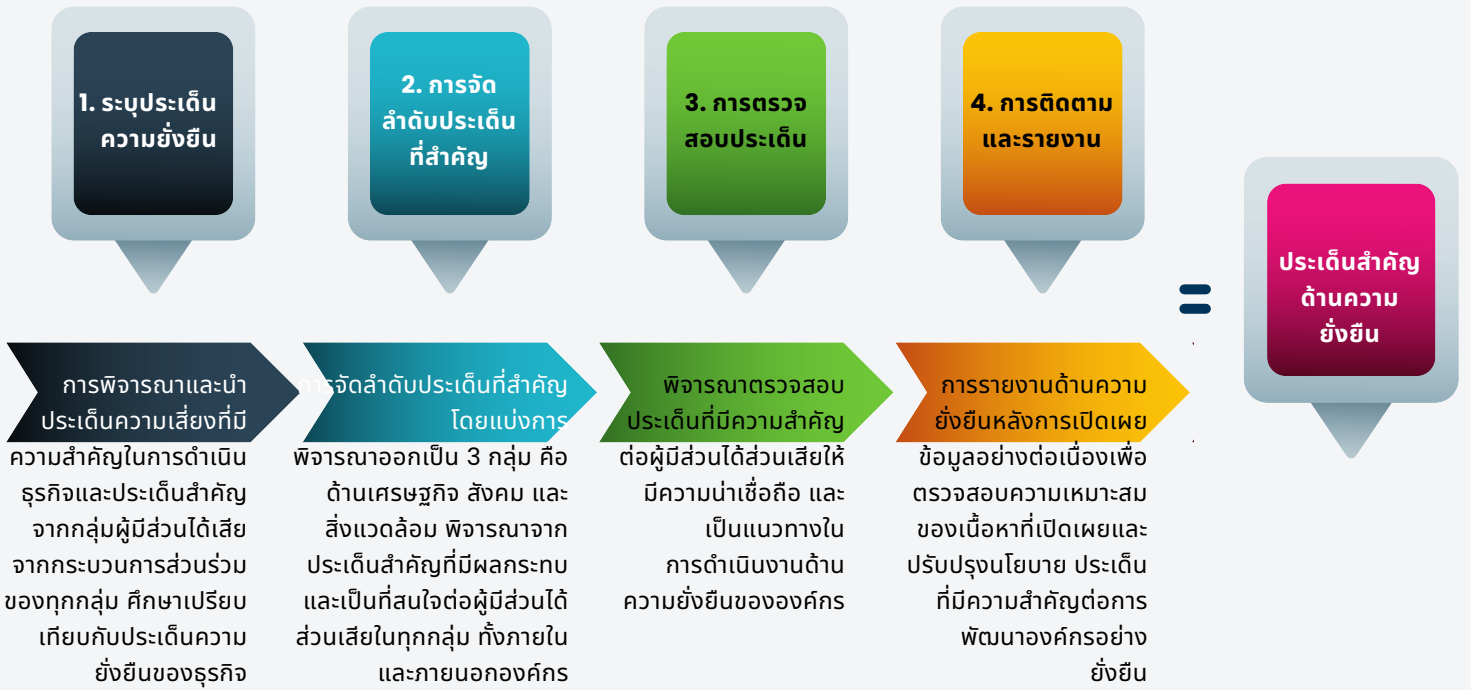 1. ระบุประเด็น
ความยั่งยืน
2. การจัด
ลำดับประเด็น
ที่สำคัญ
3. การตรวจ
สอบประเด็น
4. การติดตาม
และรายงาน
=
ประเด็นสำคัญ
ด้านความ
ยั่งยืน
การพิจารณาและนำ
ประเด็นความเสี่ยงที่มี
ความสำคัญในการดำเนิน
ธุรกิจและประเด็นสำคัญ
จากกลุ่มผู้มีส่วนได้เสีย
จากกระบวนการส่วนร่วม
ของทุกกลุ่ม ศึกษาเปรียบ
เทียบกับประเด็นความ
ยั่งยืนของธุรกิจ
การจัดลำดับประเด็นที่สำคัญ
โดยแบ่งการ
พิจารณาออกเป็น 3 กลุ่ม คือ
ด้านเศรษฐกิจ สังคม และ
สิ่งแวดล้อม พิจารณาจาก
ประเด็นสำคัญที่มีผลกระทบ
และเป็นที่สนใจต่อผู้มีส่วนได้
ส่วนเสียในทุกกลุ่ม ทั้งภายใน
และภายนอกองค์กร
พิจารณาตรวจสอบ
ประเด็นที่มีความสำคัญ
ต่อผู้มีส่วนได้ส่วนเสียให้
มีความน่าเชื่อถือ และ
เป็นแนวทางใน
การดำเนินงานด้าน
ความยั่งยืนขององค์กร
การรายงานด้านความ
ยั่งยืนหลังการเปิดเผย
ข้อมูลอย่างต่อเนื่องเพื่อ
ตรวจสอบความเหมาะสม
ของเนื้อหาที่เปิดเผยและ
ปรับปรุงนโยบาย ประเด็น
ที่มีความสำคัญต่อการ
พัฒนาองค์กรอย่าง
ยั่งยืน